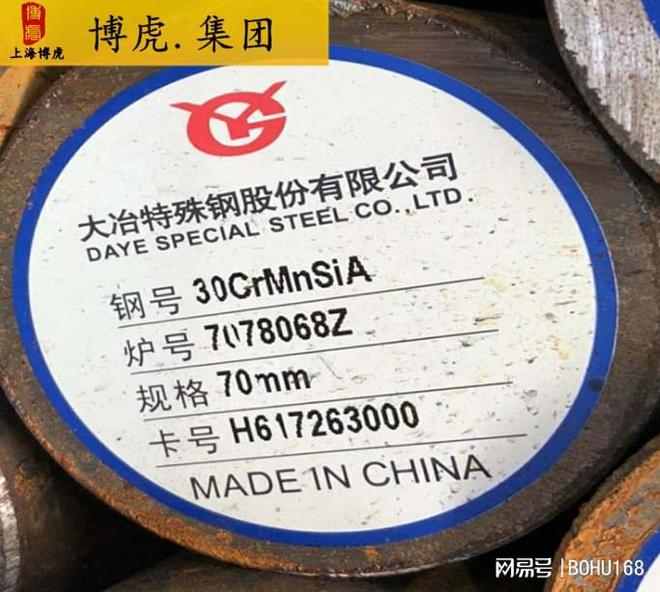 博虎
上海博虎
博虎.集团
大冶特殊钢股份有限公司
DAYE SPECIAL STEEL CO.,LTD.
钢号 30CrMnSiA
炉号 7078068Z
规格 70mm
卡号 H617263000
MADE IN CHINA
网易号|BOHU168